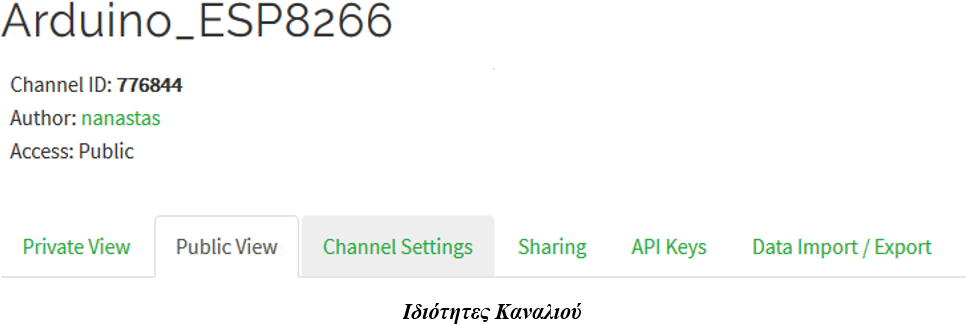 Arduino_ESP8266
Channel ID: 776844
Author: nanastas
Access: Public
Private View Public View Channel Settings Sharing API Keys Data Import / Export
Ιδιότητες Καναλιού